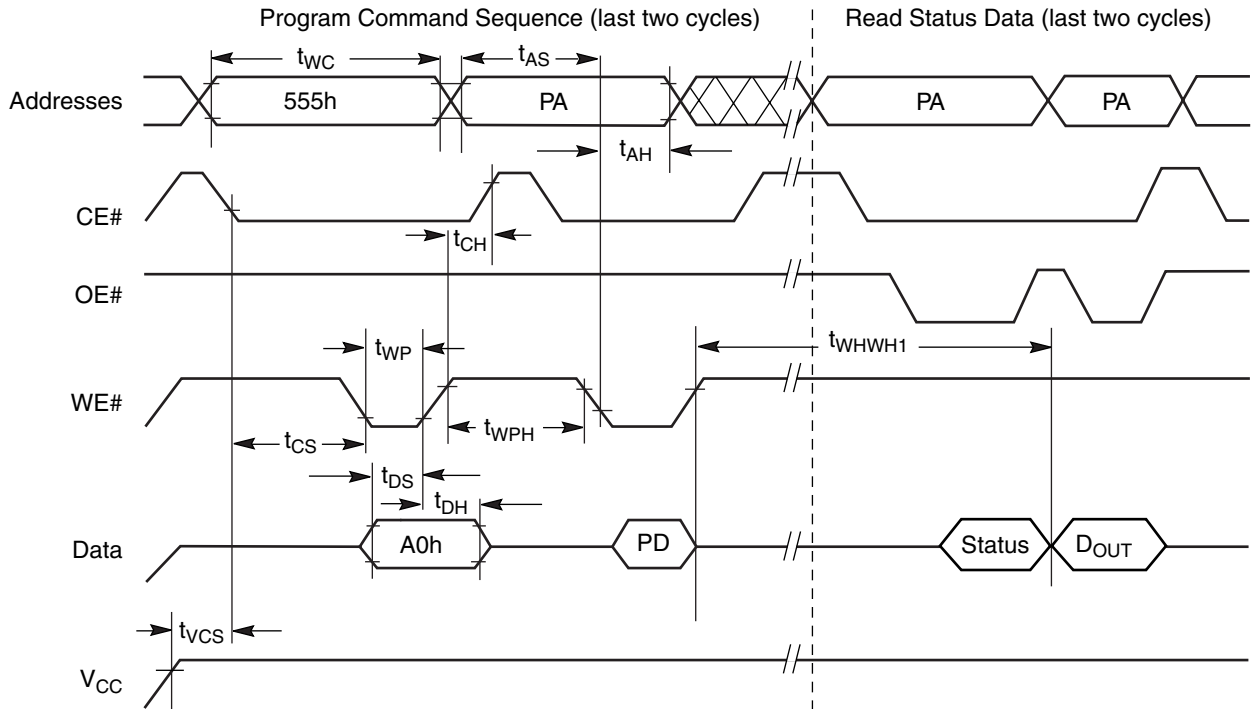 Program Command Sequence (last two cycles)
Read Status Data (last two cycles)
tWC
tAS
Addresses
555h
PA
PA
PA
tAH
CE#
tCH
OE#
tWP
tWHWH1
WE#
tCS
tWPH
tDS
tDH
Data
A0h
PD
Status
DOUT
tVCS
VCC